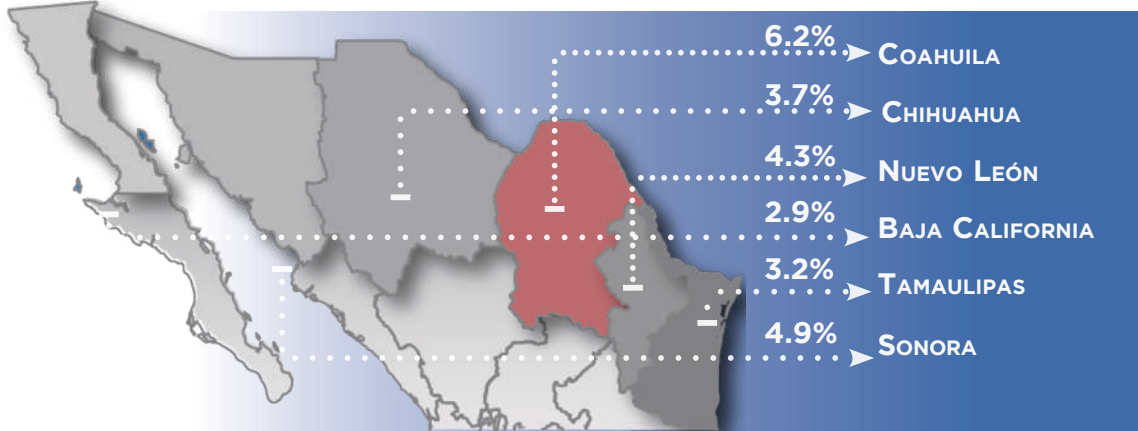 6.2% Coahuila
3.7% Chihuahua
4.3% Nuevo León
2.9% Baja California
3.2% Tamaulipas
4.9% Sonora